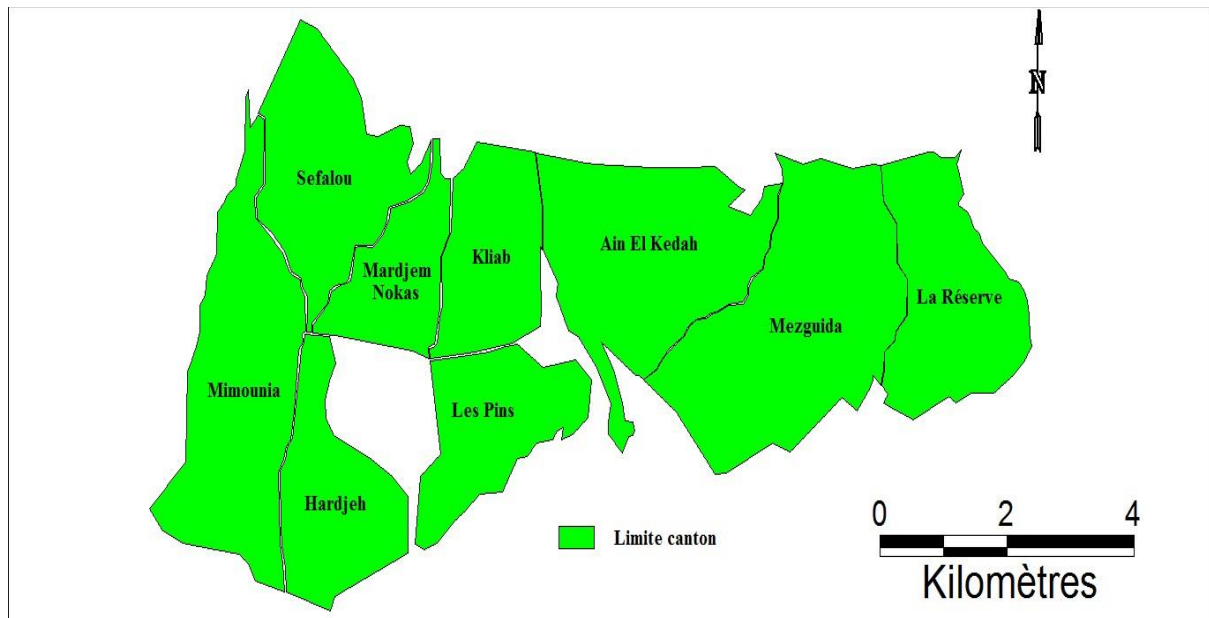 N
Sefalou
Mardjem
Nokas
Kliab
Ain El Kedah
La Réserve
Mezguida
Mimounia
Les Pins
Hardjeh
Limite canton
0 2 4
Kilomètres